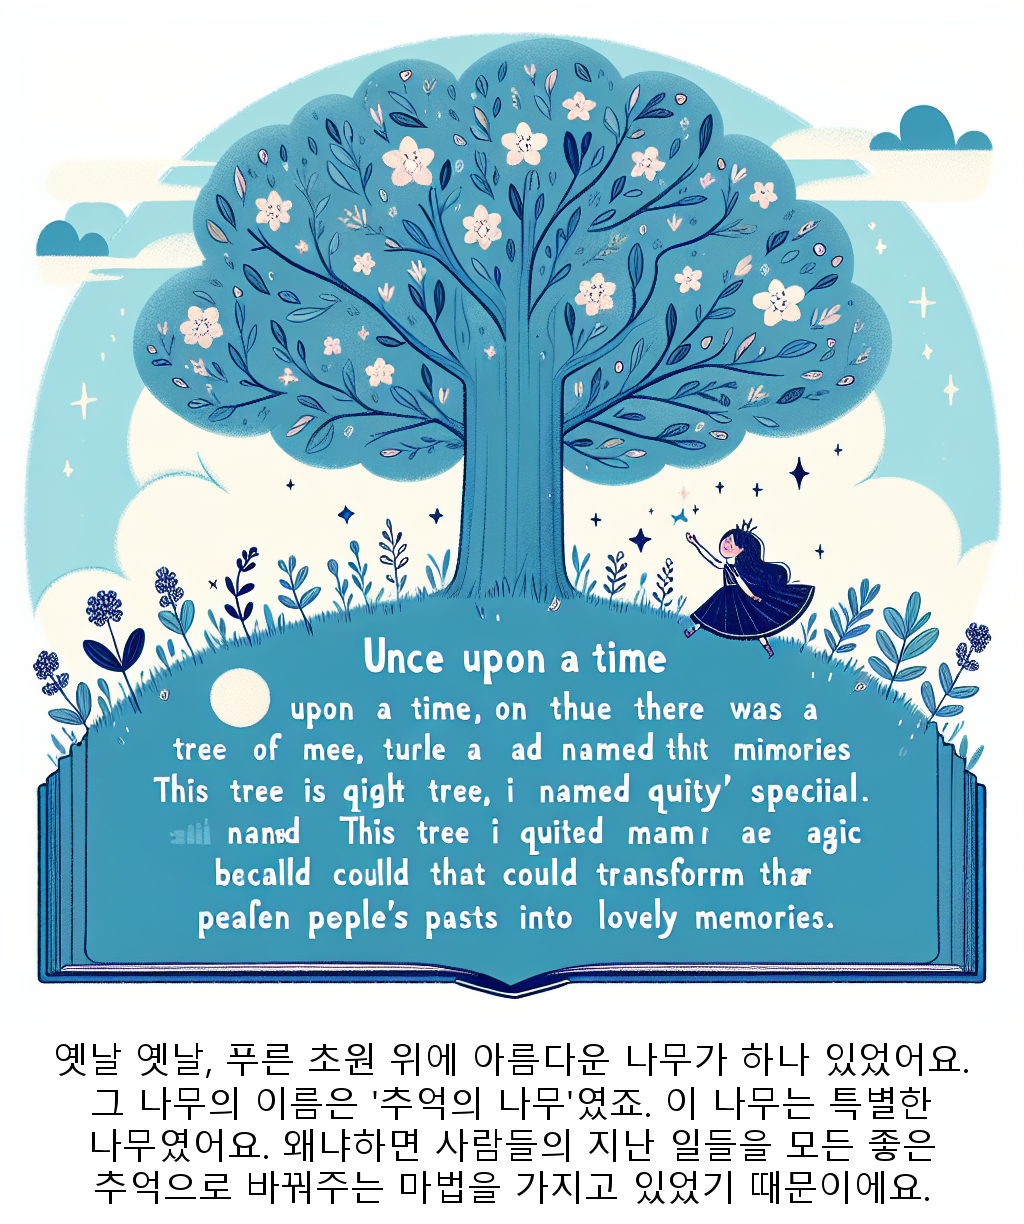 Unce upon a time
upon a time, on thue there was a
tree of mee, turle a ad named thit mimories
This tree is qight tree, i named quity' speciial.
nansd This tree i quited mam r ae agic
becalld coulld that could transforrm thar
peafen peple's pasts into lovely memories.
옛날 옛날, 푸른 초원 위에 아름다운 나무가 하나 있었어요.
그 나무의 이름은 '추억의 나무'였죠. 이 나무는 특별한
나무였어요. 왜냐하면 사람들의 지난 일들을 모든 좋은
추억으로 바꿔주는 마법을 가지고 있었기 때문이에요.